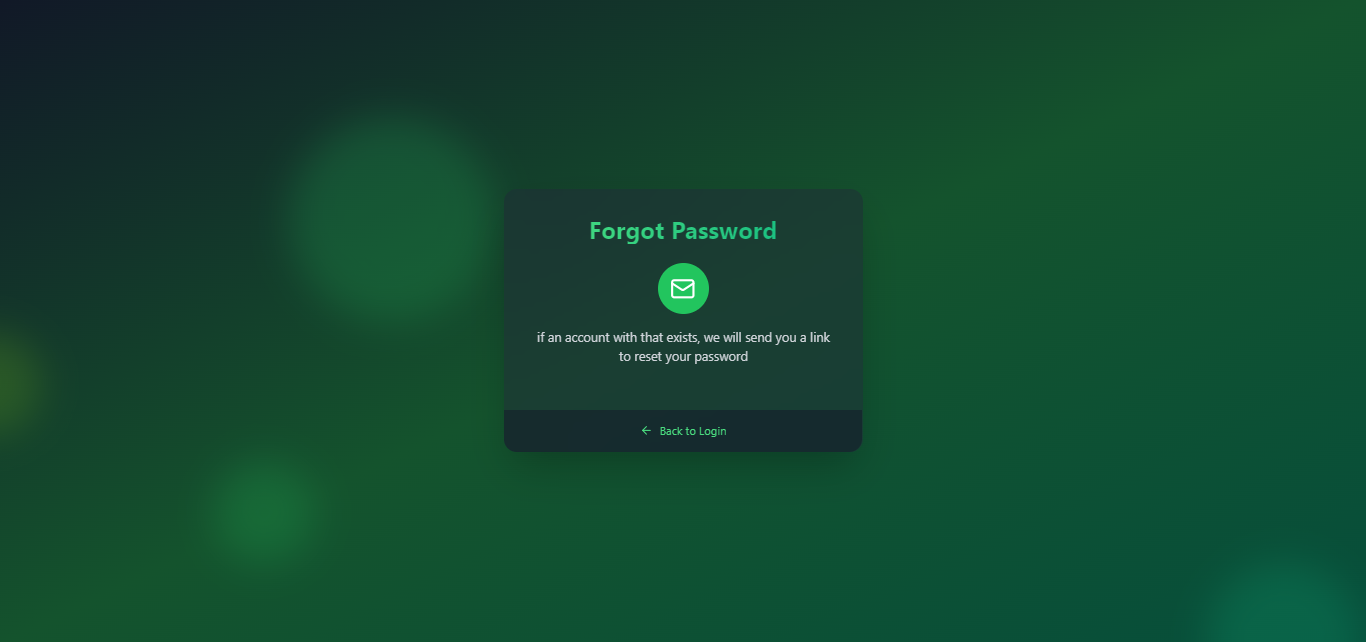 Forgot Password
if an account with that exists, we will send you a link
to reset your password
Back to Login